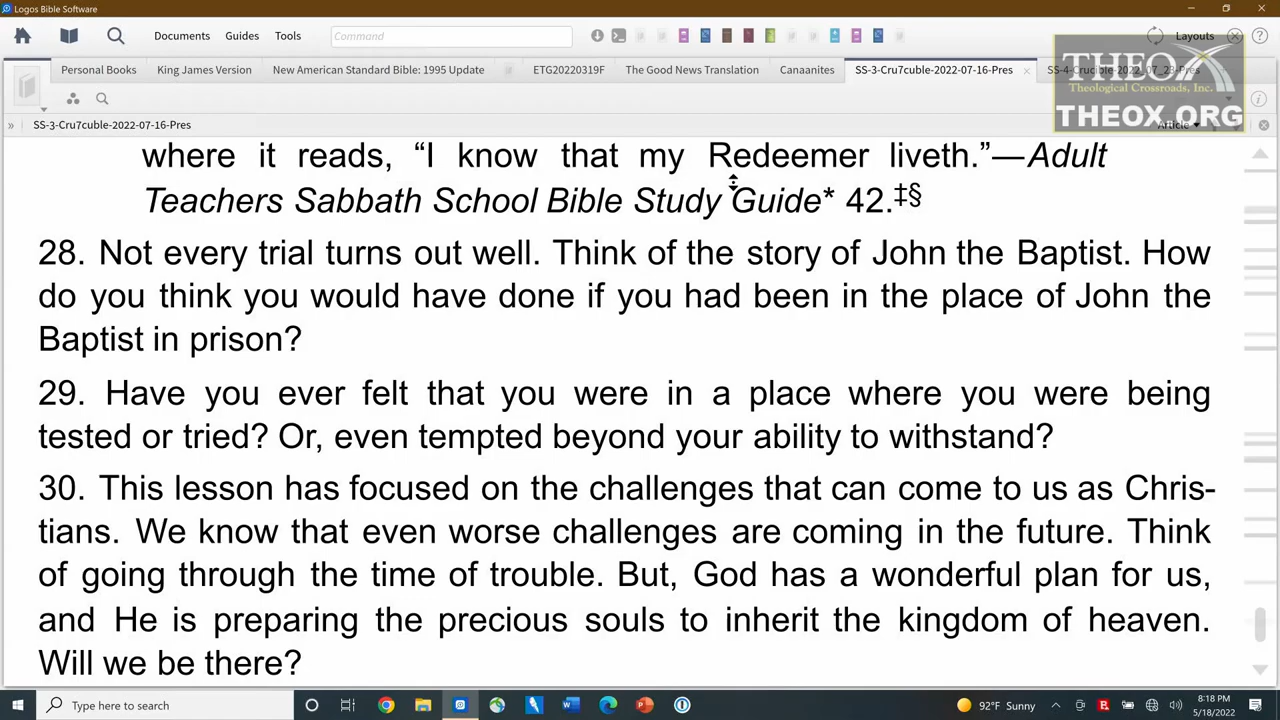 Logos Bible Software
Documents Guides Tools Command Layouts
Personal Books King James Version New American St ute ETG20220319F The Good News Translation Canaanites SS-3-Cru7cuble-2022-07-16-Pres SS-4-Crucible-2022_07_23-Pres
THEOX
Theological Crossroads, Inc.
THEOX.ORG
SS-3-Cru7cuble-2022-07-16-Pres Article
where it reads, “I know that my Redeemer liveth.”—Adult
Teachers Sabbath School Bible Study Guide* 42.‡§
28. Not every trial turns out well. Think of the story of John the Baptist. How
do you think you would have done if you had been in the place of John the
Baptist in prison?
29. Have you ever felt that you were in a place where you were being
tested or tried? Or, even tempted beyond your ability to withstand?
30. This lesson has focused on the challenges that can come to us as Chris-
tians. We know that even worse challenges are coming in the future. Think
of going through the time of trouble. But, God has a wonderful plan for us,
and He is preparing the precious souls to inherit the kingdom of heaven.
Will we be there?
Type here to search
92°F Sunny
8:18 PM
5/18/2022